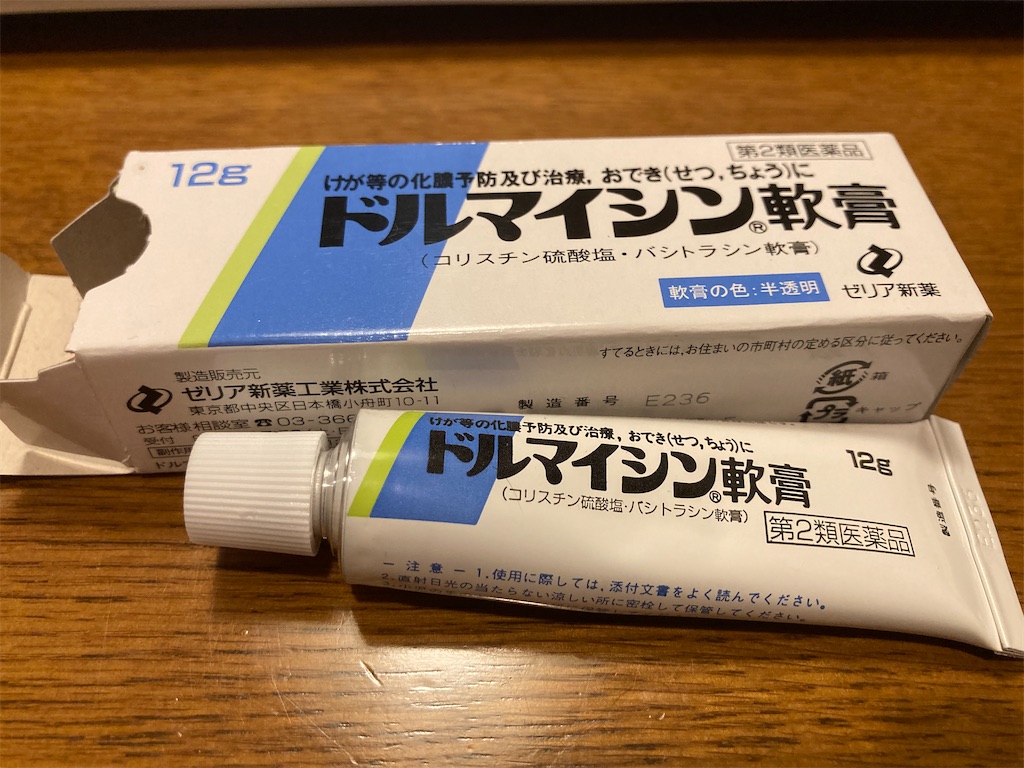 12g
第2類医薬品
けが等の化膿予防及び治療，おでき(せつ，ちょう)に
ドルマイシン®軟膏
(コリスチン硫酸塩・バシトラシン軟膏)
軟膏の色：半透明
ゼリア新薬
すてるときには，お住まいの市町村の定める区分に従ってください。
製造販売元
ゼリア新薬工業株式会社
東京都中央区日本橋小舟町10-11
お客様相談室☎03-366
受付
製造番号 E236
紙 箱
プラ キャップ
けが等の化膿予防及び治療，おでき(せつ，ちょう)に
ドルマイシン®軟膏
12g
(コリスチン硫酸塩・バシトラシン軟膏)
第2類医薬品
－注意－1.使用に際しては，添付文書をよく読んでください。
2.直射日光の当たらない涼しい所に密栓して保管してください。